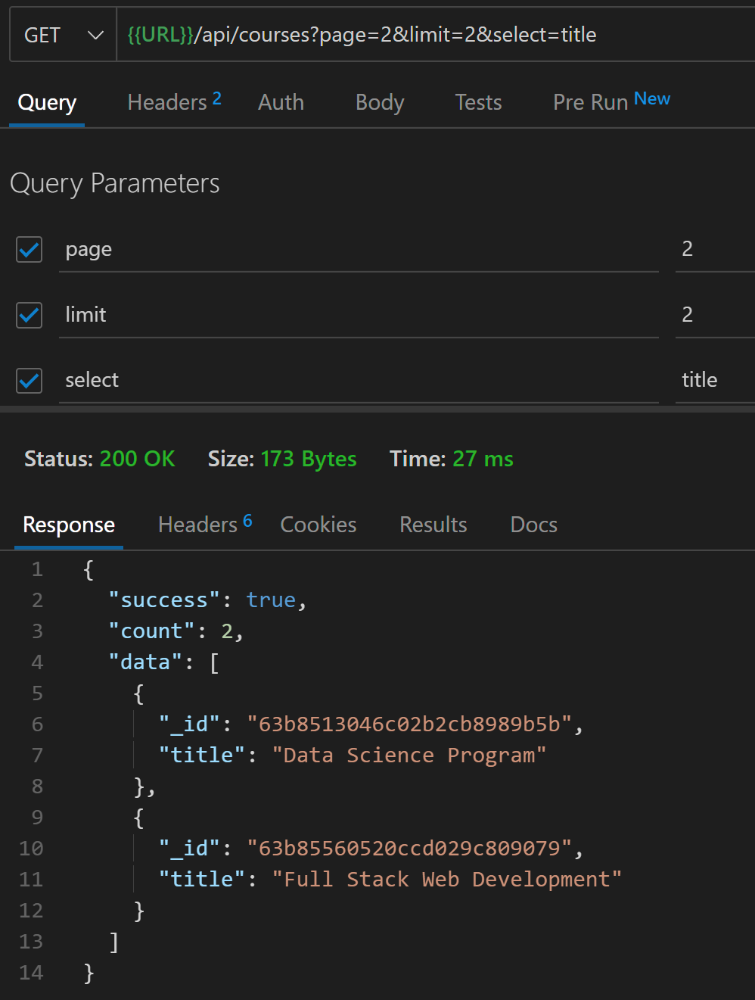 GET {{URL}}/api/courses?page=2&limit=2&select=title
Query Headers 2 Auth Body Tests Pre Run New
Query Parameters
page 2
limit 2
select title
Status: 200 OK Size: 173 Bytes Time: 27 ms
Response Headers 6 Cookies Results Docs
1 {
2 "success": true,
3 "count": 2,
4 "data": [
5 {
6 "_id": "63b8513046c02b2cb8989b5b",
7 "title": "Data Science Program"
8 },
9 {
10 "_id": "63b85560520ccd029c809079",
11 "title": "Full Stack Web Development"
12 }
13 ]
14 }